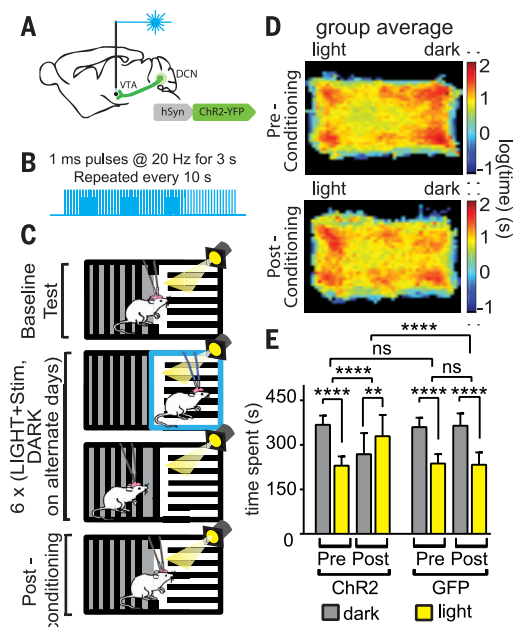 A
VTA
DCN
hSyn
ChR2-YFP
B
1 ms pulses @ 20 Hz for 3 s
Repeated every 10 s
C
Baseline
Test
6 x (LIGHT+Stim,
DARK
on alternate days)
Post -
conditioning
D
group average
light
dark
Pre -
Conditioning
2
1
0
-1
log(time) (s)
light
dark
Post -
Conditioning
2
1
0
-1
E
****
ns
****
ns
****
**
****
****
time spent (s)
450
300
150
0
Pre
Post
Pre
Post
ChR2
GFP
dark
light